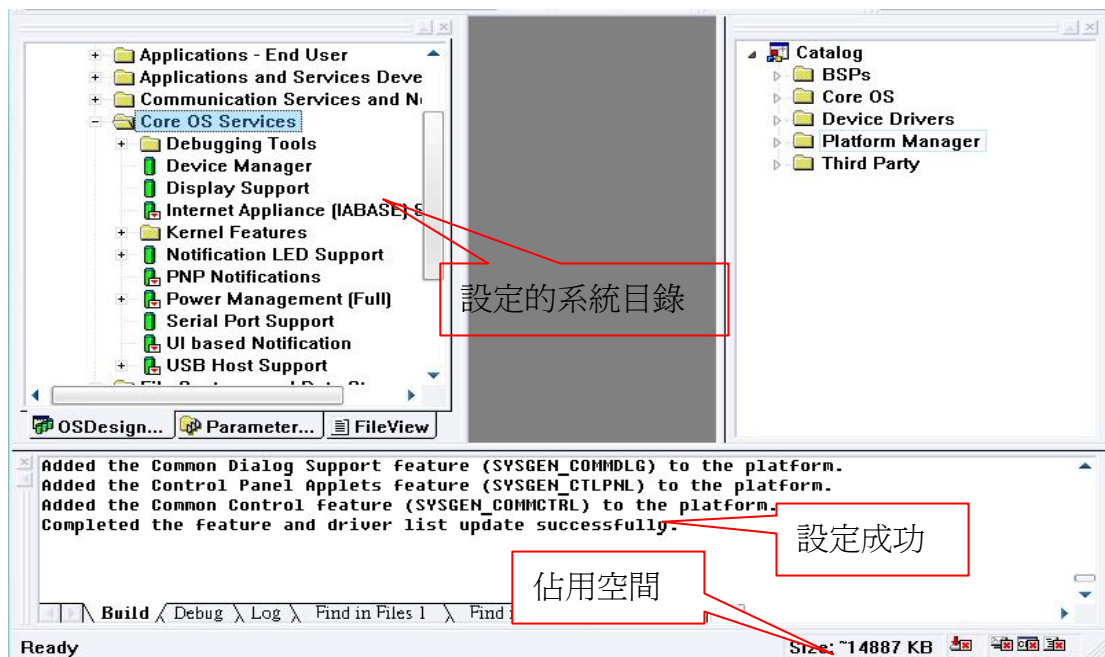 Applications - End User
Applications and Services Deve
Communication Services and N
Core OS Services
Debugging Tools
Device Manager
Display Support
Internet Appliance (IABASE) S
Kernel Features
Notification LED Support
PNP Notifications
Power Management (Full)
Serial Port Support
UI based Notification
USB Host Support
OSDesign... Parameter... FileView
設定的系統目錄
Catalog
BSPs
Core OS
Device Drivers
Platform Manager
Third Party
Added the Common Dialog Support feature (SYSGEN_COMMDLG) to the platform.
Added the Control Panel Applets feature (SYSGEN_CTLPNL) to the platform.
Added the Common Control feature (SYSGEN_COMMCTRL) to the platform.
Completed the feature and driver list update successfully.
設定成功
佔用空間
Build Debug Log Find in Files 1 Find
Ready Size: ~14887 KB